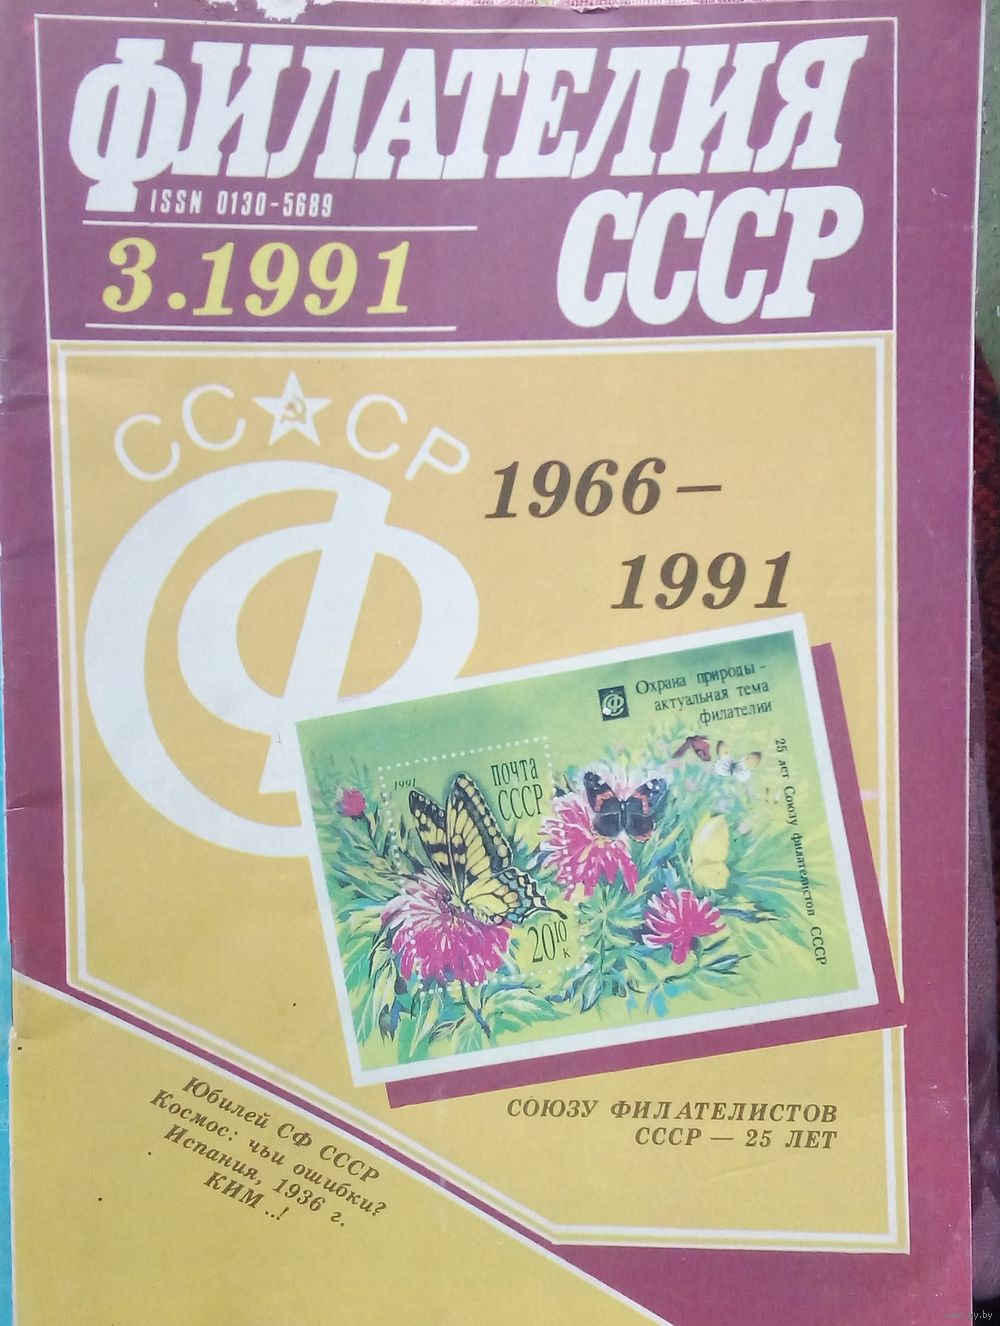 ФИЛАТЕЛИЯ
СССР
ISSN 0130-5689
3.1991
СССР
Ф
1966 –
1991
Охрана природы -
актуальная тема
филателии
25 лет Союзу филателистов СССР
1991
ПОЧТА
СССР
20+10 к
СОЮЗУ ФИЛАТЕЛИСТОВ
СССР — 25 ЛЕТ
Юбилей СФ СССР
Космос: чьи ошибки?
Испания, 1936 г.
КИМ ..!